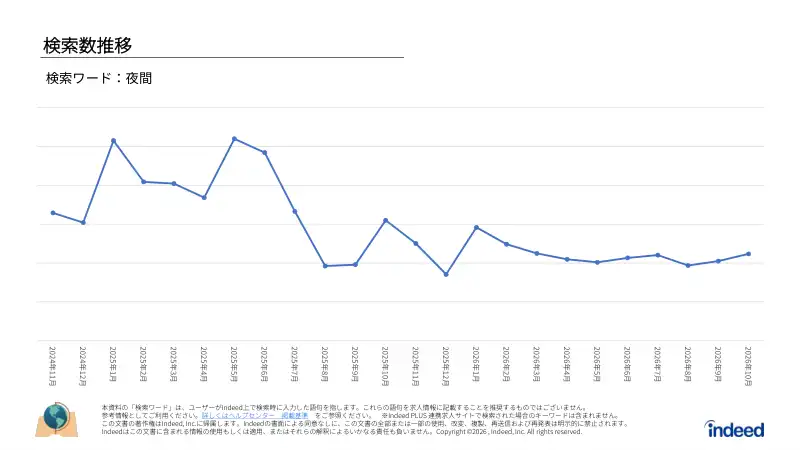 検索数推移
検索ワード：夜間
2024年11月
2024年12月
2025年1月
2025年2月
2025年3月
2025年4月
2025年5月
2025年6月
2025年7月
2025年8月
2025年9月
2025年10月
2025年11月
2025年12月
2026年1月
2026年2月
2026年3月
2026年4月
2026年5月
2026年6月
2026年7月
2026年8月
2026年9月
2026年10月
本資料の「検索ワード」は、ユーザーがIndeed上で検索時に入力した語句を指します。これらの語句を求人情報に記載することを推奨するものではございません。
参考情報としてご利用ください。詳しくはヘルプセンター　掲載基準　をご参照ください。　※Indeed PLUS 連携求人サイトで検索された場合のキーワードは含まれません。
この文書の著作権はIndeed, Inc.に帰属します。Indeedの書面による同意なしに、この文書の全部または一部の使用、改変、複製、再送信および再発表は明示的に禁止されます。
Indeedはこの文書に含まれる情報の使用もしくは適用、またはそれらの解釈によるいかなる責任も負いません。Copyright ©2026 , Indeed, Inc. All rights reserved.
indeed